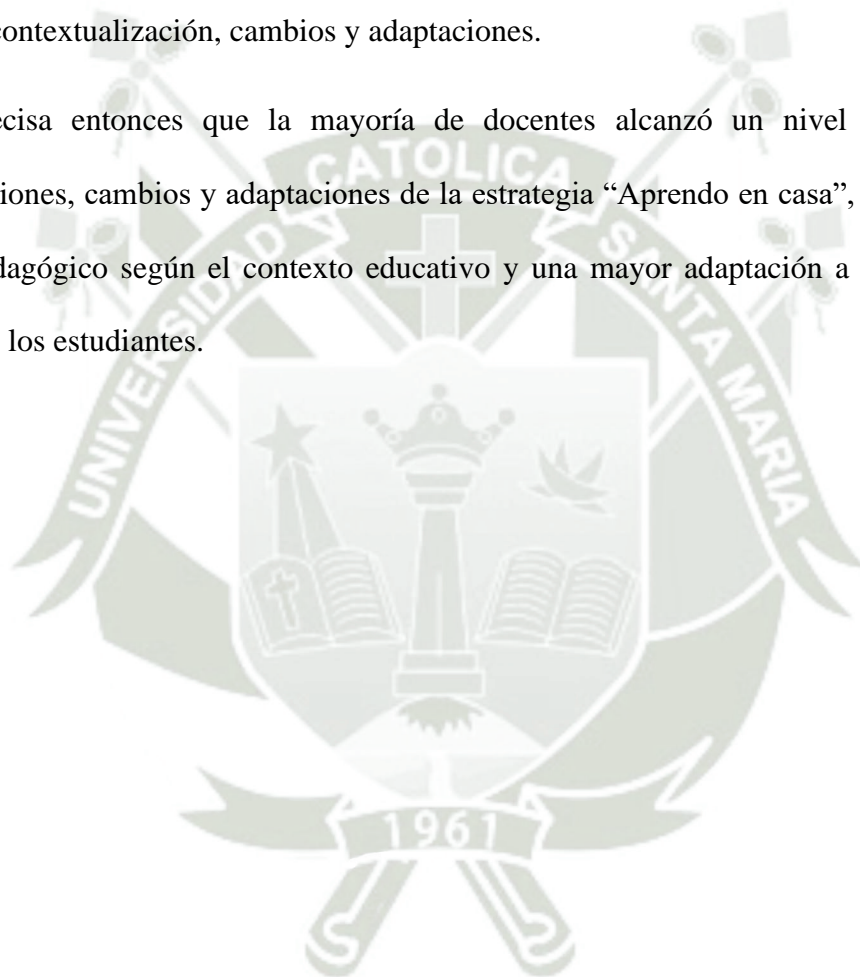 contextualización, cambios y adaptaciones.
ecisa entonces que la mayoría de docentes alcanzó un nivel
iones, cambios y adaptaciones de la estrategia “Aprendo en casa”,
dagógico según el contexto educativo y una mayor adaptación a
los estudiantes.
UNIVERSIDAD CATOLICA SANTA MARIA
1961